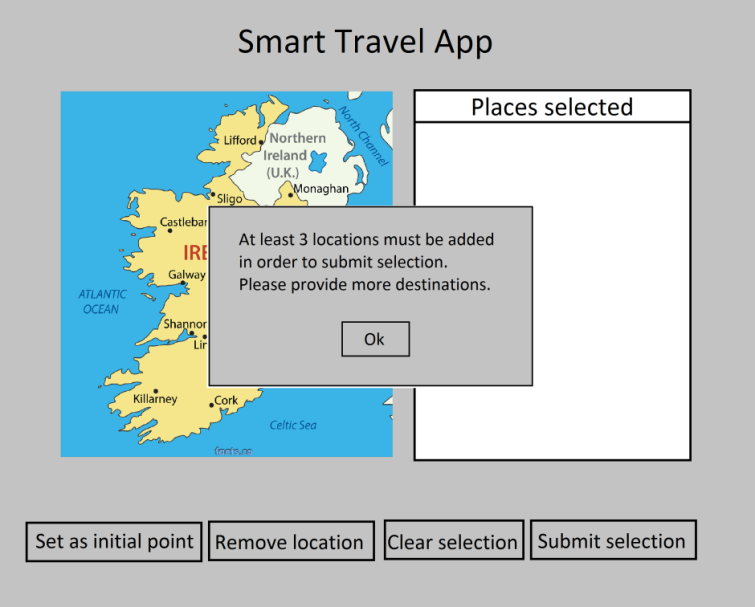 Smart Travel App
North Channel
Lifford
Northern
Ireland
(U.K.)
Monaghan
Sligo
Castlebar
IRE
Galway
ATLANTIC
OCEAN
Shannon
Lir
Killarney
Cork
Celtic Sea
Places selected
At least 3 locations must be added
in order to submit selection.
Please provide more destinations.
Ok
Set as initial point
Remove location
Clear selection
Submit selection